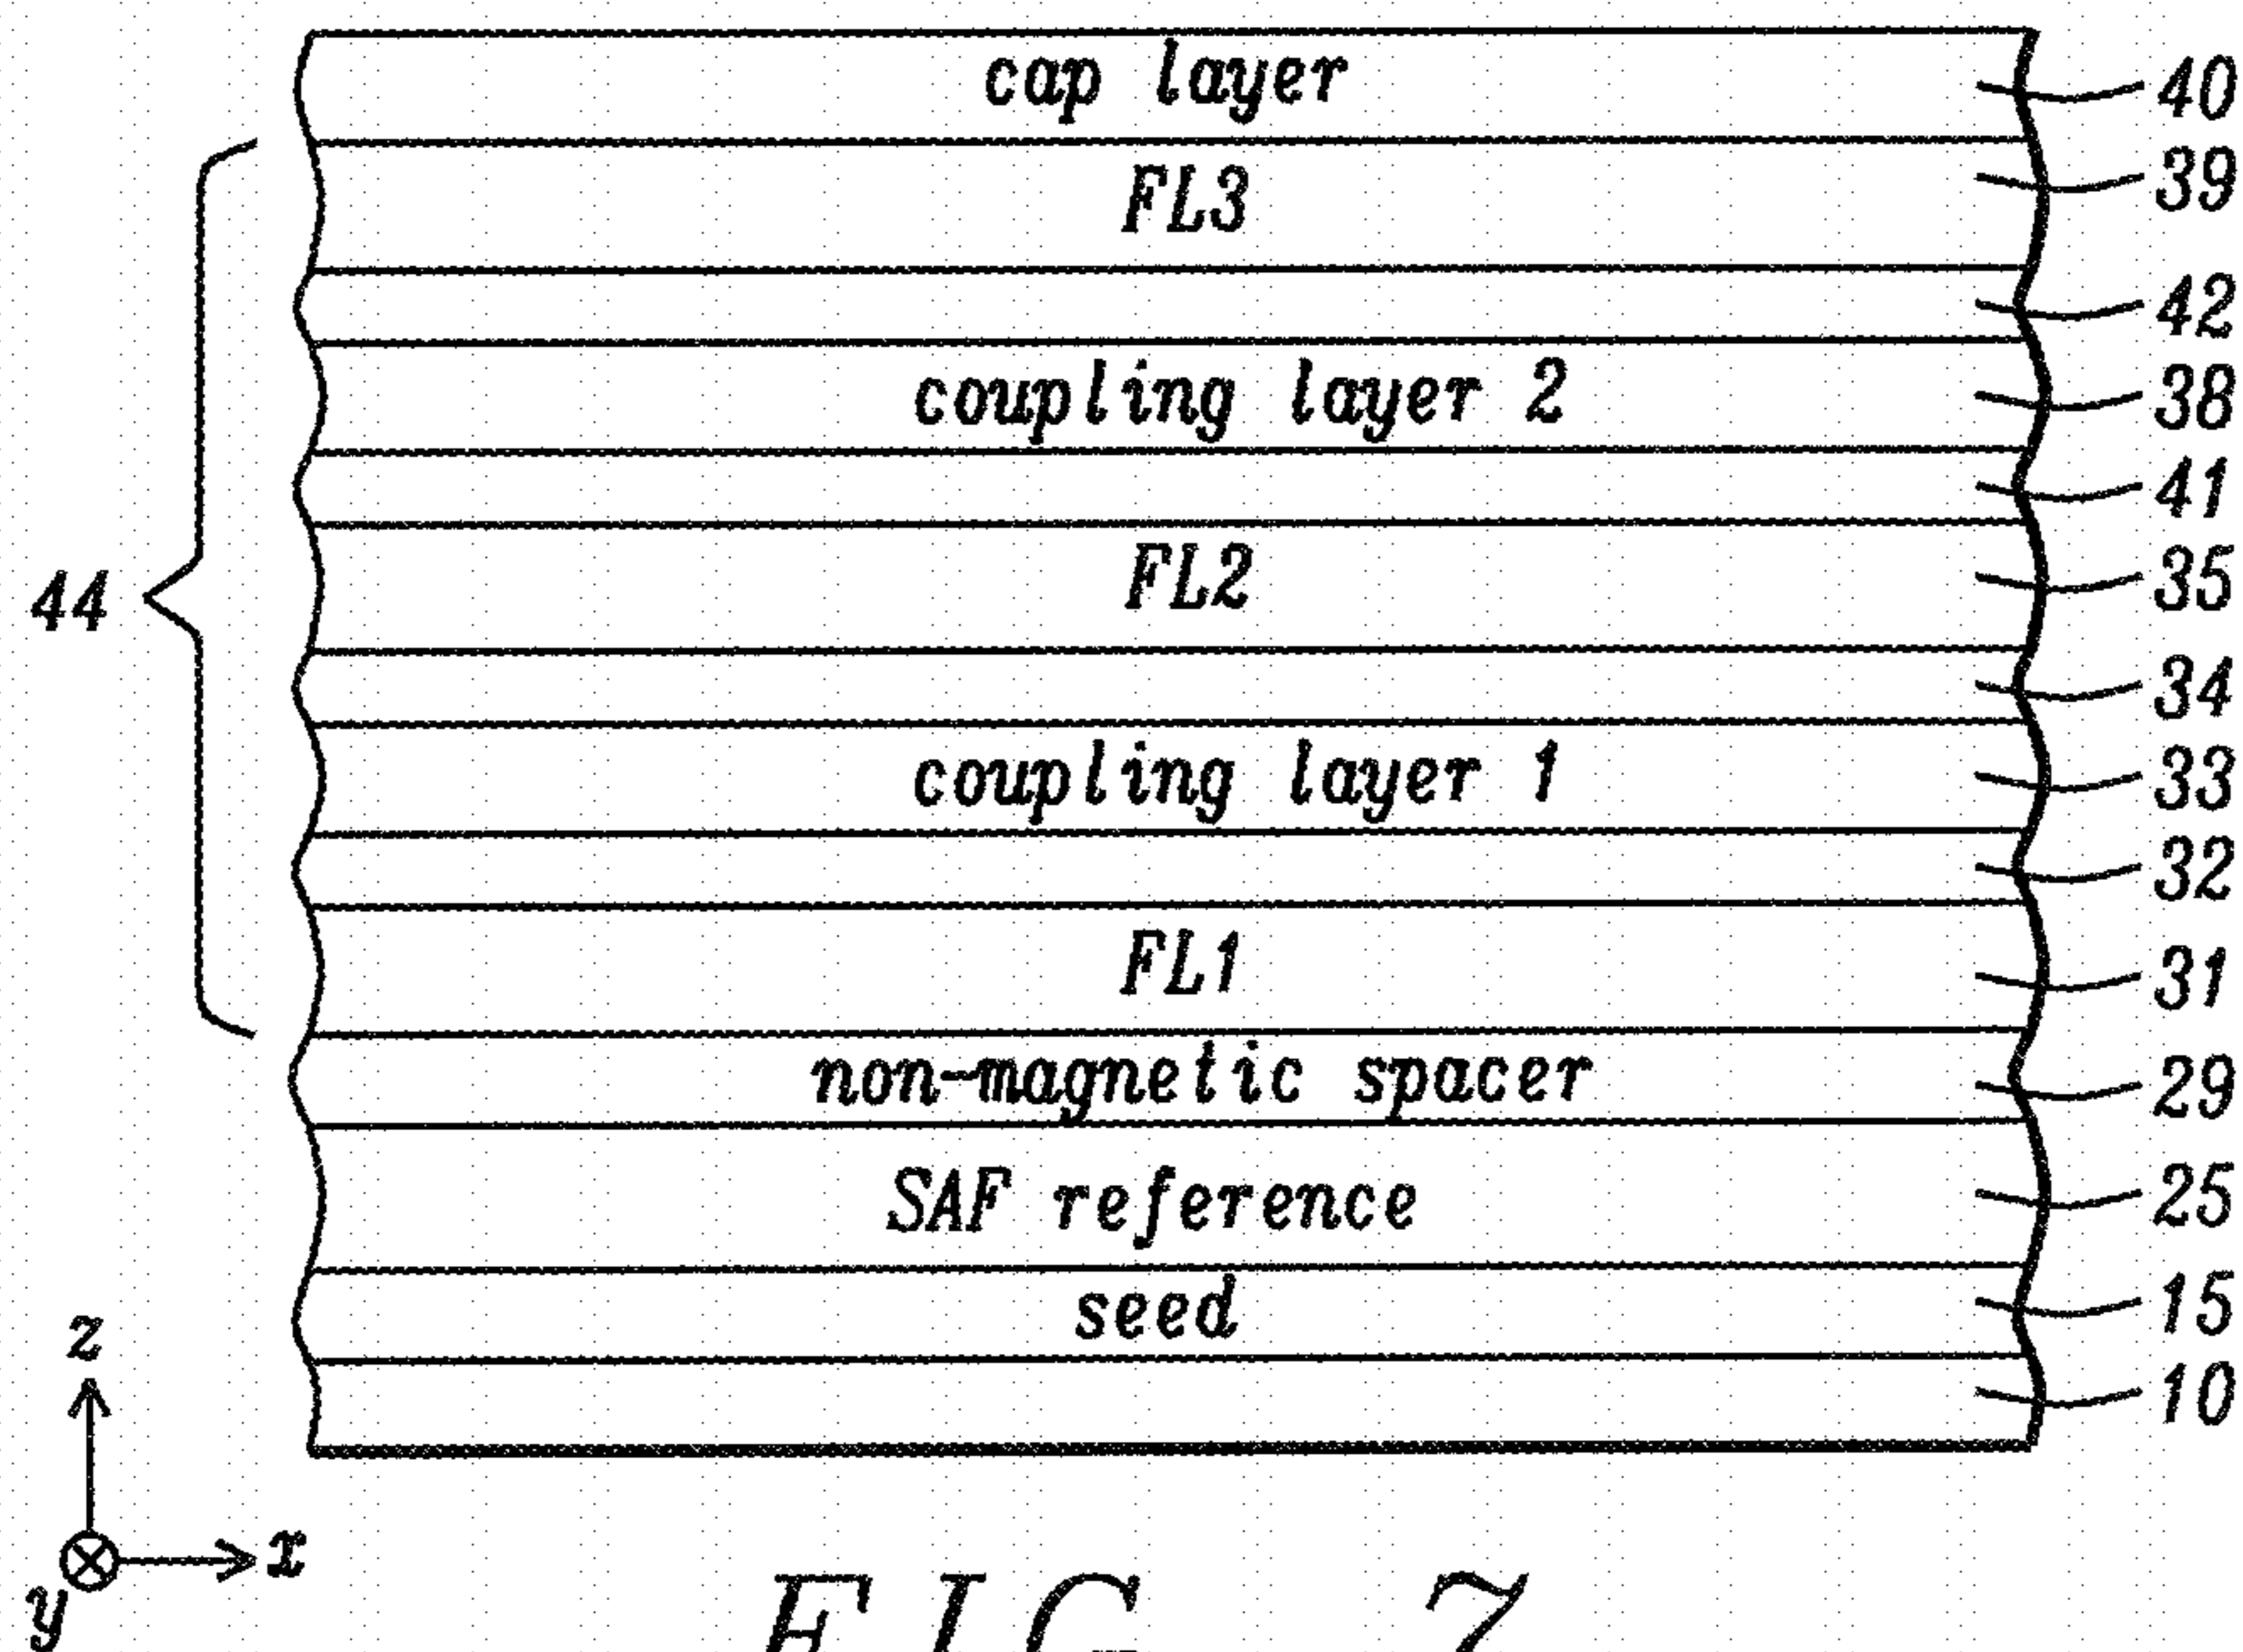 cap layer 40
FL3 39
42
coupling layer 2 38
41
FL2 35
44
34
coupling layer 1 33
32
FL1 31
non-magnetic spacer 29
SAF reference 25
seed 15
10
z
x
y
FIG. 7